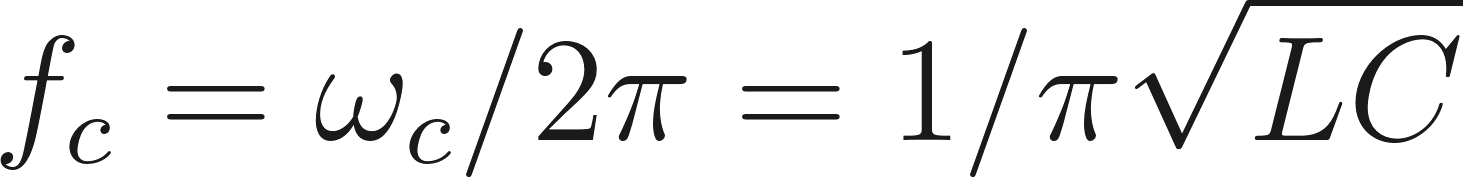 f_c = ω_c/2π = 1/π√LC